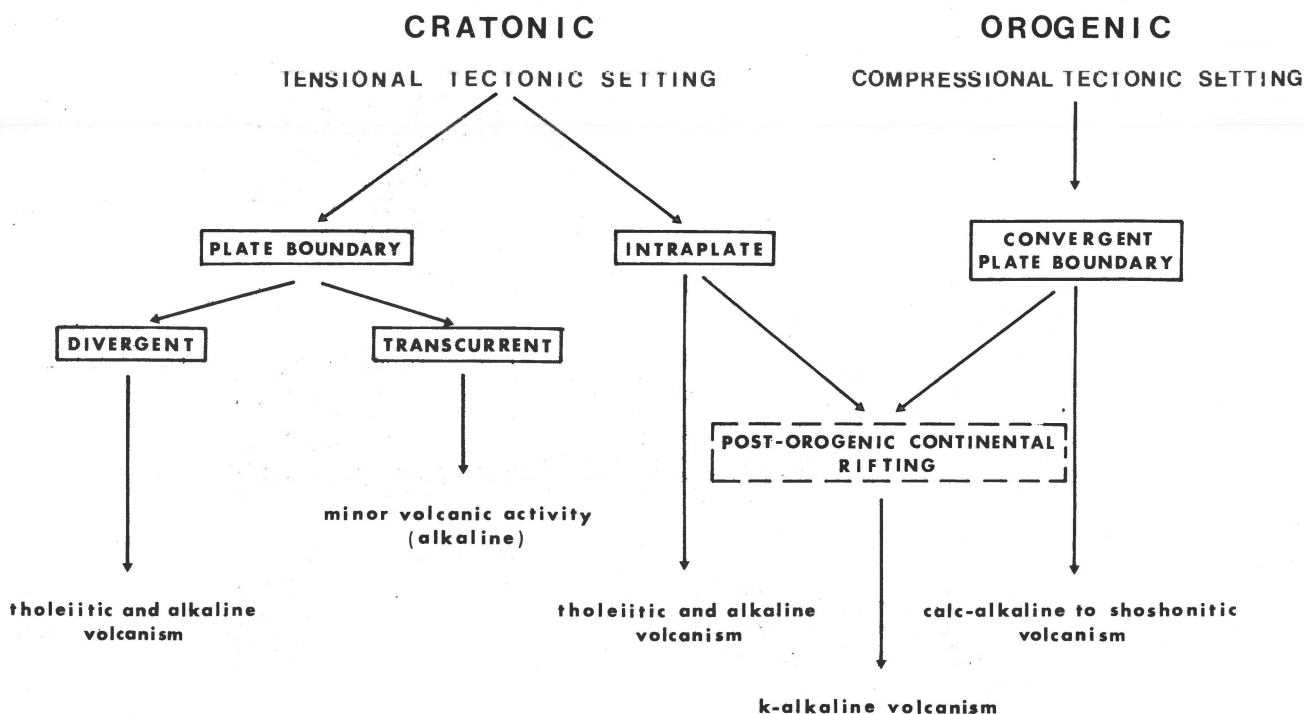 CRATONIC
OROGENIC
TENSIONAL TECTONIC SETTING
COMPRESSIONAL TECTONIC SETTING
PLATE BOUNDARY
INTRAPLATE
CONVERGENT
PLATE BOUNDARY
DIVERGENT
TRANSCURRENT
POST-OROGENIC CONTINENTAL
RIFTING
minor volcanic activity
(alkaline)
tholeiitic and alkaline
volcanism
tholeiitic and alkaline
volcanism
calc-alkaline to shoshonitic
volcanism
k-alkaline volcanism